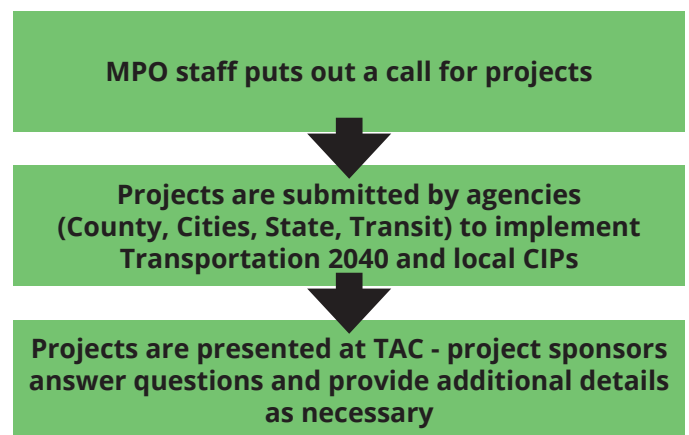 MPO staff puts out a call for projects
Projects are submitted by agencies
(County, Cities, State, Transit) to implement
Transportation 2040 and local CIPs
Projects are presented at TAC - project sponsors
answer questions and provide additional details
as necessary